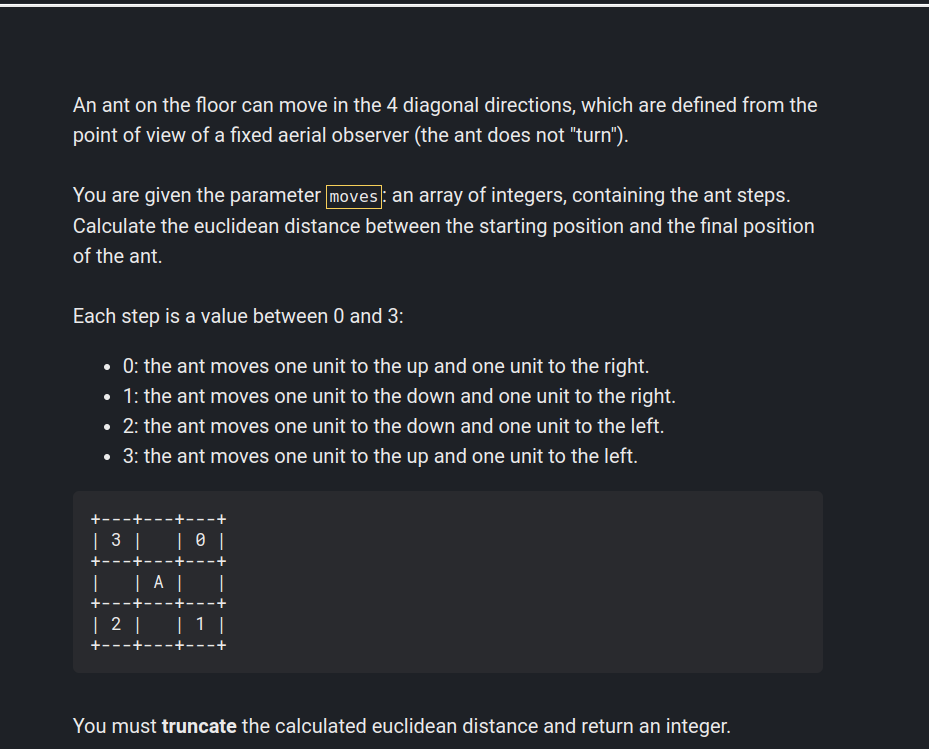 An ant on the floor can move in the 4 diagonal directions, which are defined from the
point of view of a fixed aerial observer (the ant does not "turn").
You are given the parameter moves: an array of integers, containing the ant steps.
Calculate the euclidean distance between the starting position and the final position
of the ant.
Each step is a value between 0 and 3:
• 0: the ant moves one unit to the up and one unit to the right.
• 1: the ant moves one unit to the down and one unit to the right.
• 2: the ant moves one unit to the down and one unit to the left.
• 3: the ant moves one unit to the up and one unit to the left.
+---+---+---+
| 3 |   | 0 |
+---+---+---+
|   | A |   |
+---+---+---+
| 2 |   | 1 |
+---+---+---+
You must truncate the calculated euclidean distance and return an integer.